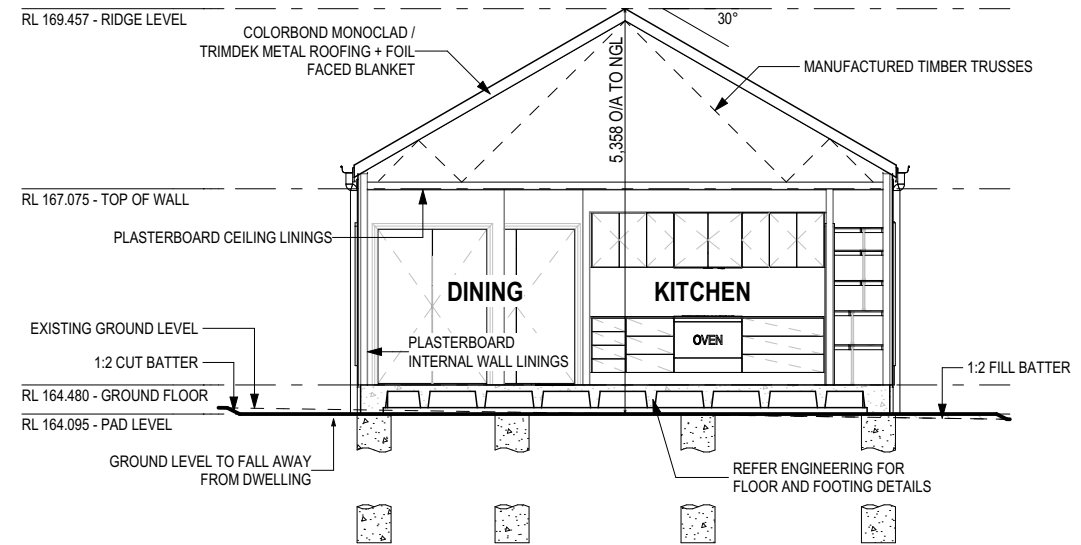 RL 169.457 - RIDGE LEVEL
30°
COLORBOND MONOCLAD /
TRIMDEK METAL ROOFING + FOIL
FACED BLANKET
MANUFACTURED TIMBER TRUSSES
5,358 O/A TO NGL
RL 167.075 - TOP OF WALL
PLASTERBOARD CEILING LININGS
DINING
KITCHEN
EXISTING GROUND LEVEL
PLASTERBOARD
INTERNAL WALL LININGS
OVEN
1:2 CUT BATTER
1:2 FILL BATTER
RL 164.480 - GROUND FLOOR
RL 164.095 - PAD LEVEL
GROUND LEVEL TO FALL AWAY
FROM DWELLING
REFER ENGINEERING FOR
FLOOR AND FOOTING DETAILS